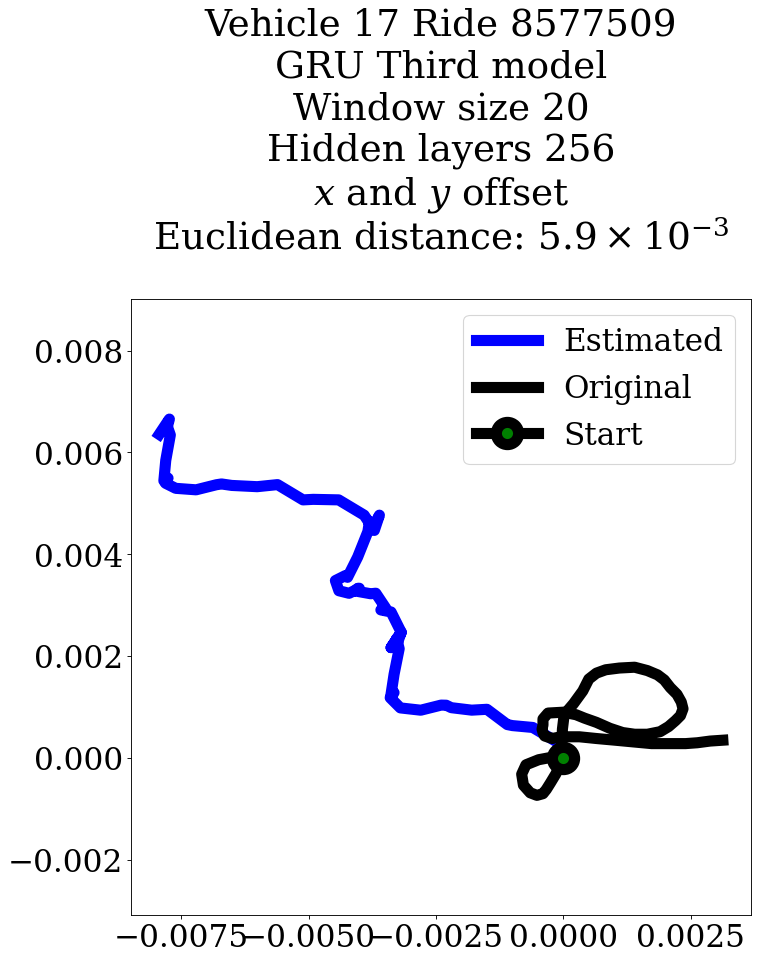 Vehicle 17 Ride 8577509
GRU Third model
Window size 20
Hidden layers 256
x and y offset
Euclidean distance: 5.9 × 10⁻³
Estimated
Original
Start
0.008
0.006
0.004
0.002
0.000
−0.002
−0.0075 −0.0050 −0.0025 0.0000 0.0025